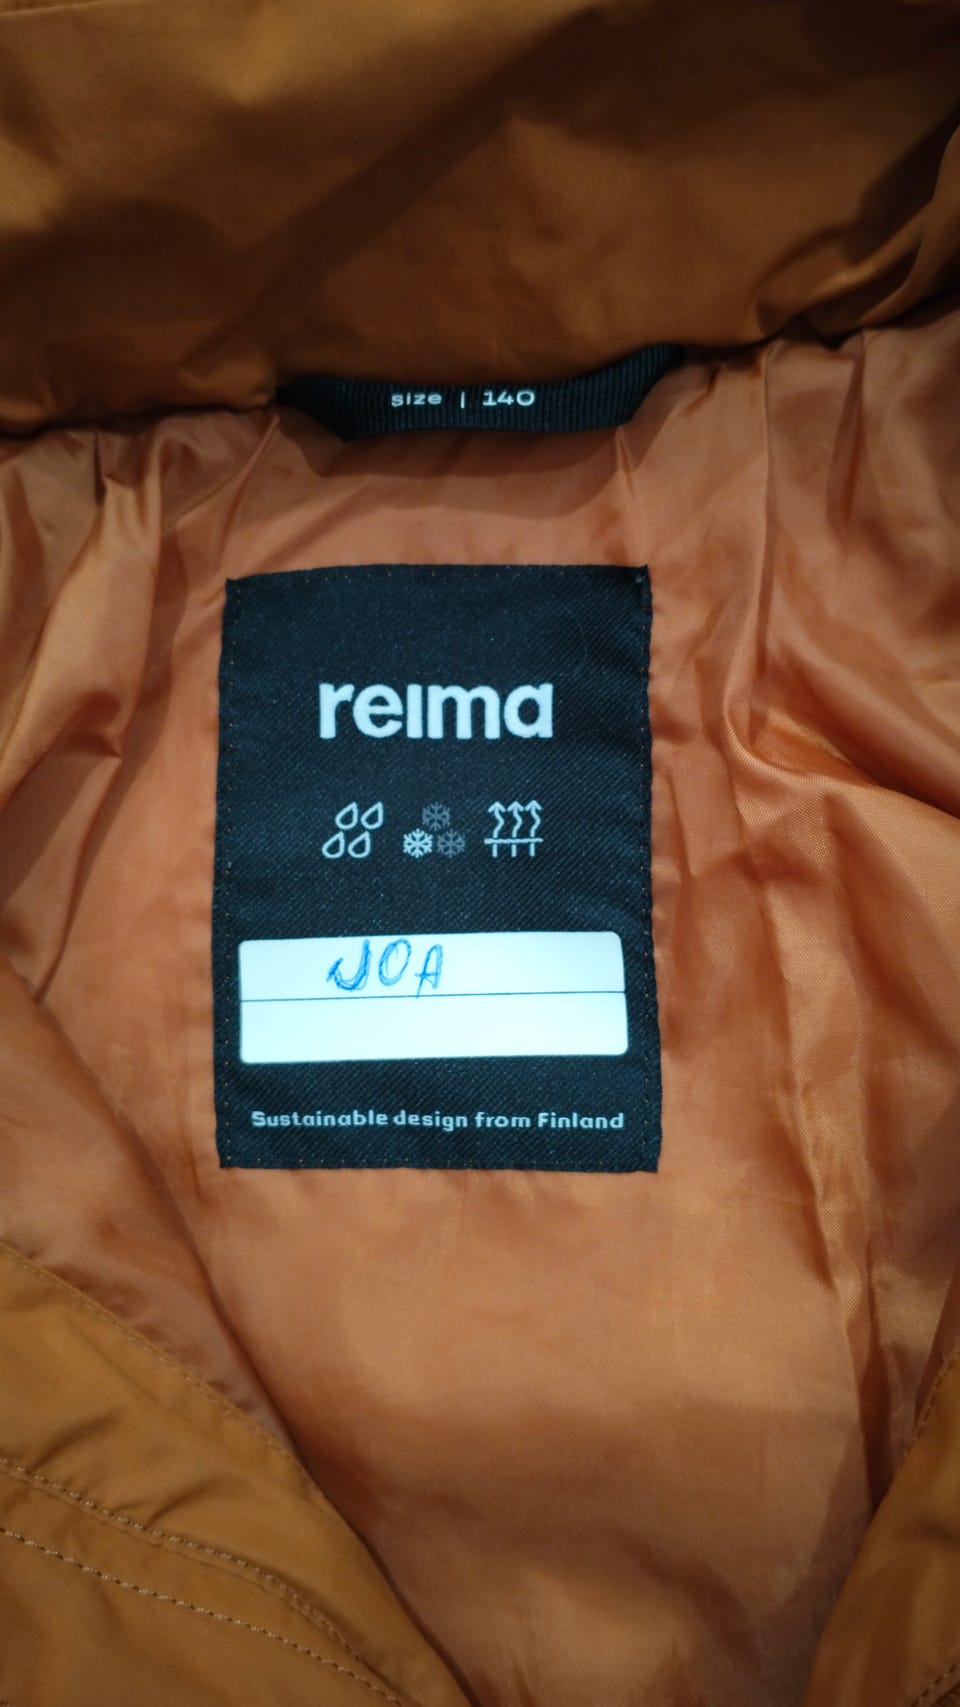 size | 140
reima
JOA
Sustainable design from Finland